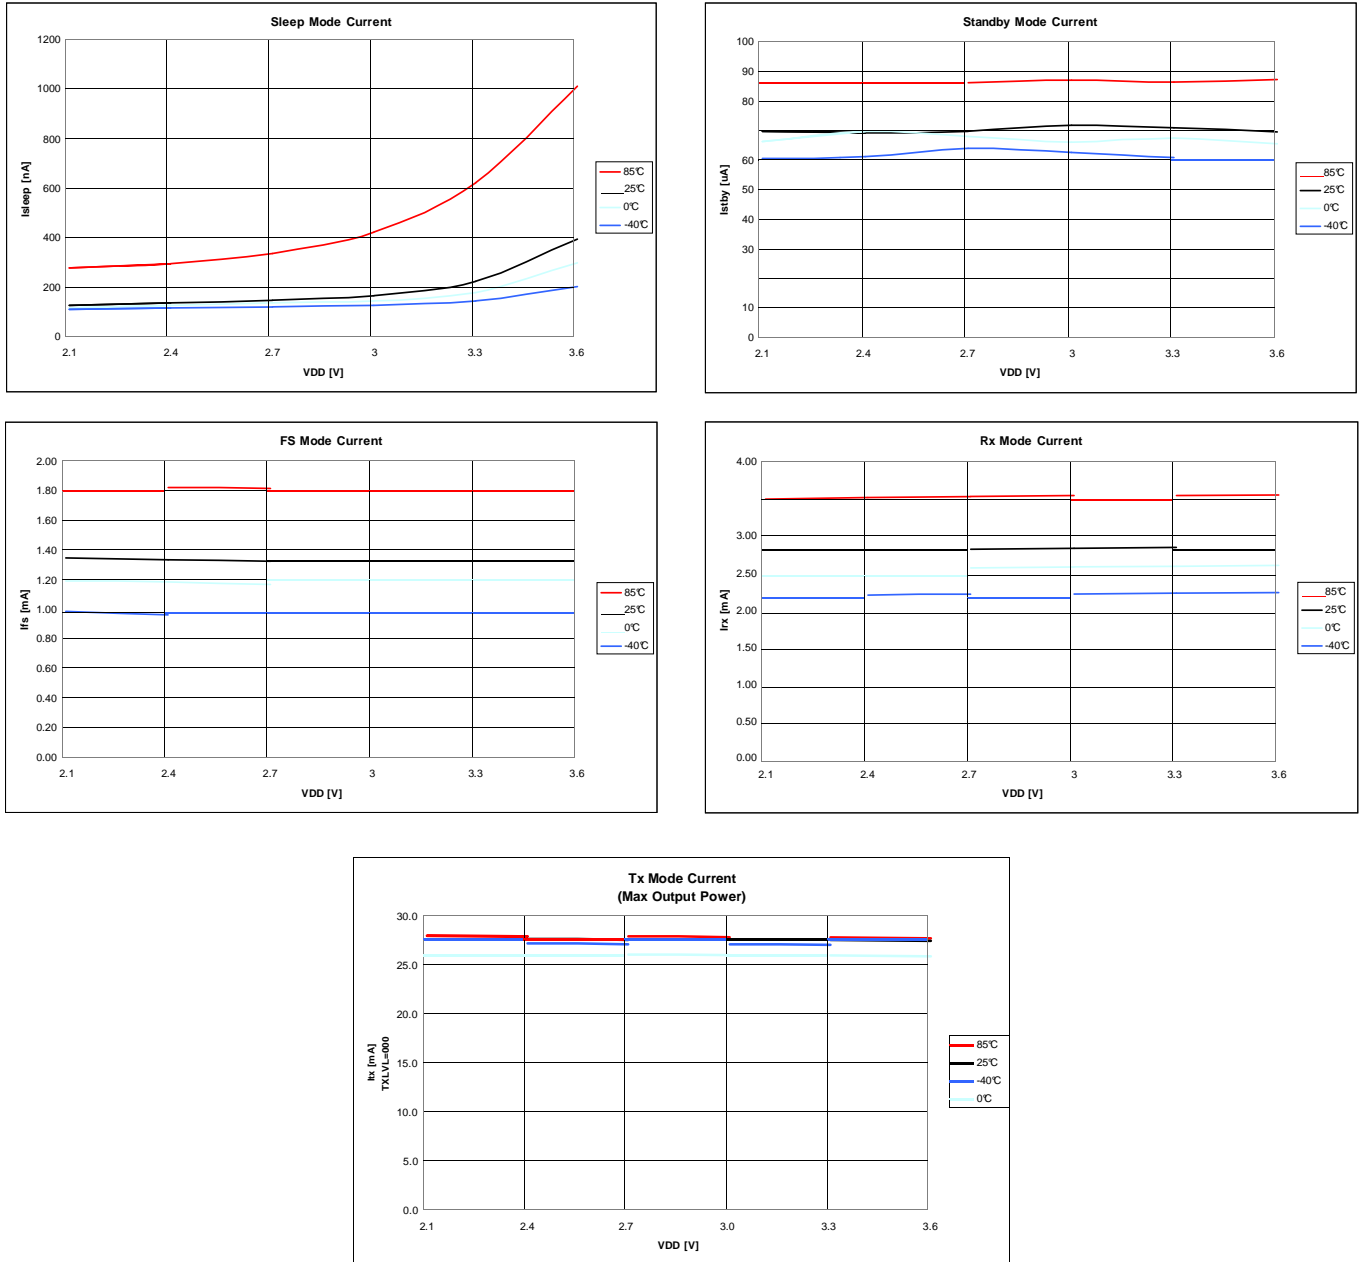 Sleep Mode Current
1200
1000
800
600
400
200
0
Isleep [nA]
2.1 2.4 2.7 3 3.3 3.6
VDD [V]
85°C
25°C
0°C
-40°C
Standby Mode Current
100
90
80
70
60
50
40
30
20
10
0
Istby [uA]
2.1 2.4 2.7 3 3.3 3.6
VDD [V]
85°C
25°C
0°C
-40°C
FS Mode Current
2.00
1.80
1.60
1.40
1.20
1.00
0.80
0.60
0.40
0.20
0.00
Ifs [mA]
2.1 2.4 2.7 3 3.3 3.6
VDD [V]
85°C
25°C
0°C
-40°C
Rx Mode Current
4.00
3.50
3.00
2.50
2.00
1.50
1.00
0.50
0.00
Irx [mA]
2.1 2.4 2.7 3 3.3 3.6
VDD [V]
85°C
25°C
0°C
-40°C
Tx Mode Current
(Max Output Power)
30.0
25.0
20.0
15.0
10.0
5.0
0.0
Itx [mA]
TXLVL=000
2.1 2.4 2.7 3.0 3.3 3.6
VDD [V]
85°C
25°C
-40°C
0°C